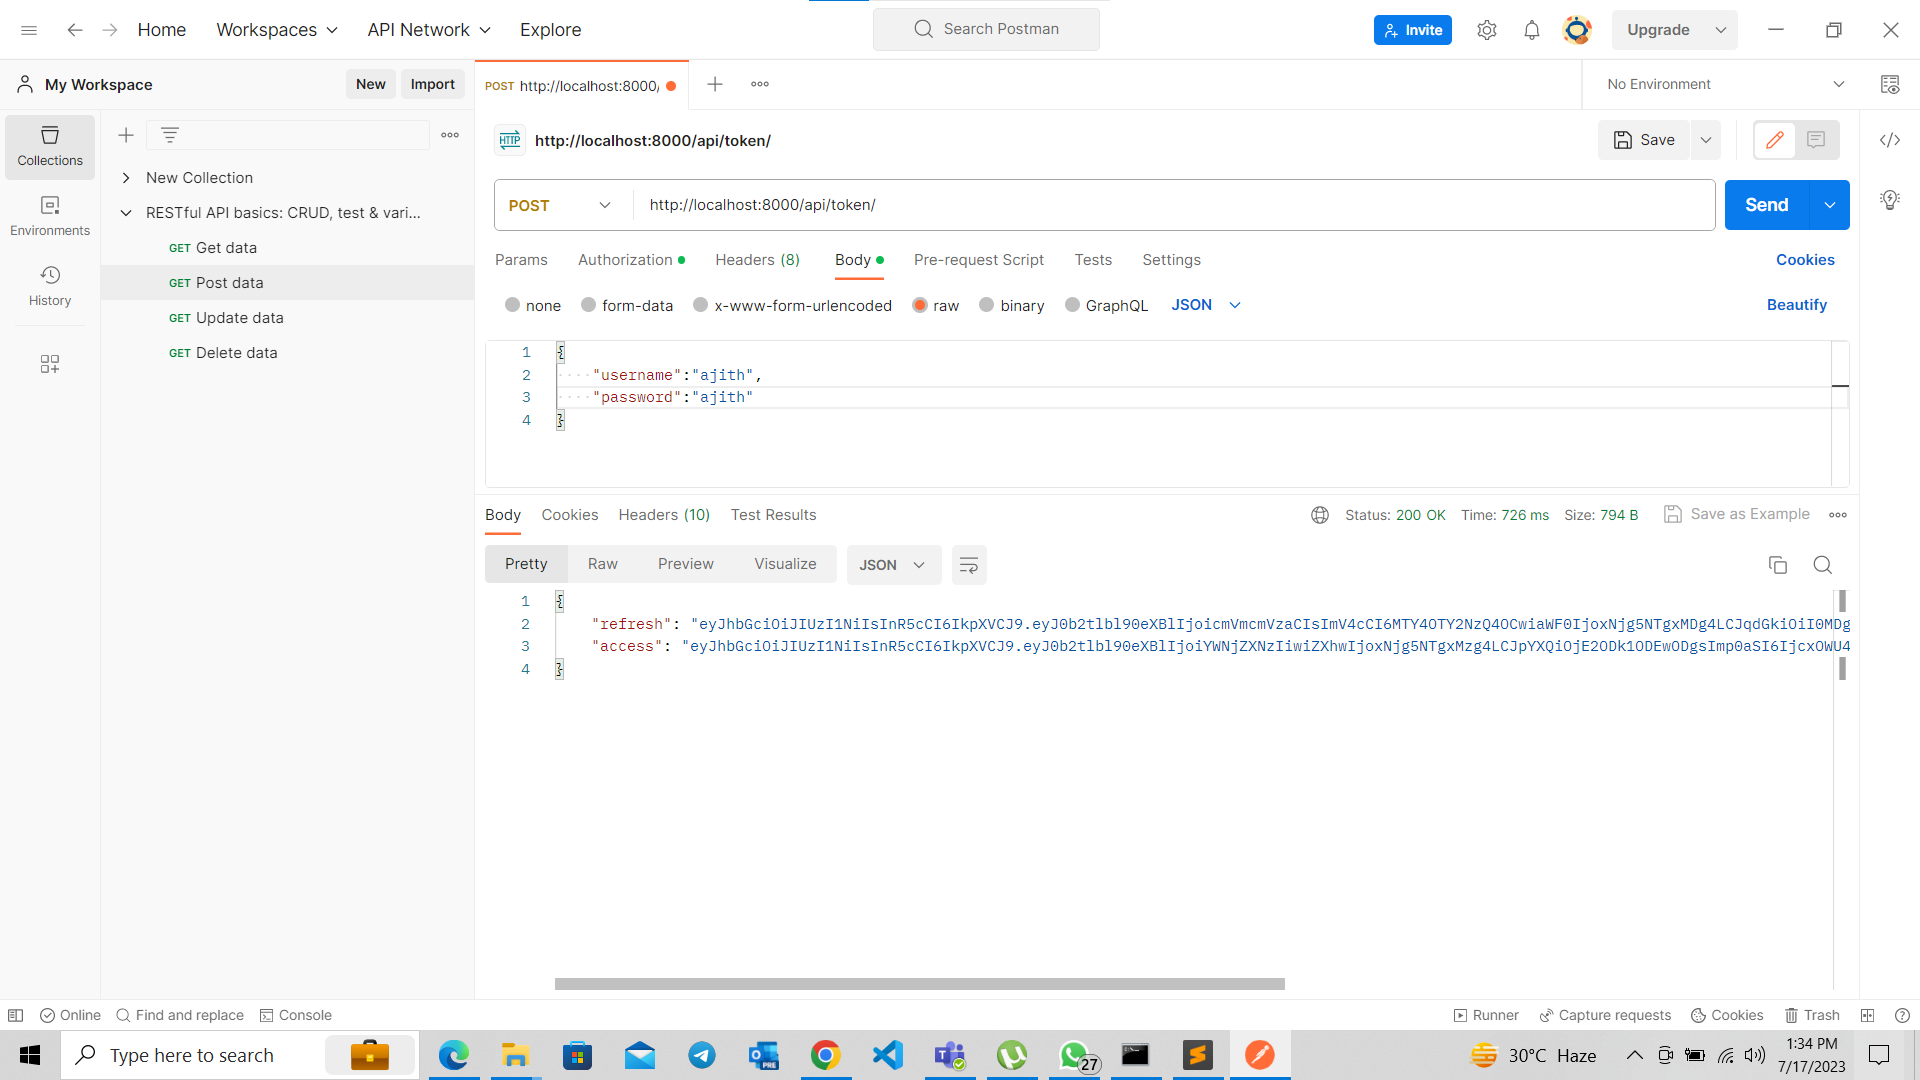 Home
Workspaces
API Network
Explore
Search Postman
Invite
Upgrade
My Workspace
New
Import
POST http://localhost:8000/
No Environment
Collections
Environments
History
New Collection
RESTful API basics: CRUD, test & vari...
GET Get data
GET Post data
GET Update data
GET Delete data
HTTP
http://localhost:8000/api/token/
Save
POST
http://localhost:8000/api/token/
Send
Params
Authorization
Headers (8)
Body
Pre-request Script
Tests
Settings
Cookies
none
form-data
x-www-form-urlencoded
raw
binary
GraphQL
JSON
Beautify
1 {
2 "username":"ajith",
3 "password":"ajith"
4 }
Body
Cookies
Headers (10)
Test Results
Status: 200 OK
Time: 726 ms
Size: 794 B
Save as Example
Pretty
Raw
Preview
Visualize
JSON
1 {
2 "refresh": "eyJhbGciOiJIUzI1NiIsInR5cCI6IkpXVCJ9.eyJ0b2tlbl90eXBlIjoicmVmcmVzaCIsImV4cCI6MTY4OTY2NzQ4OCwiaWF0IjoxNjg5NTgxMDg4LCJqdGkiOiI0MDg
3 "access": "eyJhbGciOiJIUzI1NiIsInR5cCI6IkpXVCJ9.eyJ0b2tlbl90eXBlIjoiYWNjZXNzIiwiZXhwIjoxNjg5NTgxMzg4LCJpYXQiOjE2ODk1ODEwODgsImp0aSI6IjcxOWU4
4 }
Online
Find and replace
Console
Runner
Capture requests
Cookies
Trash
Type here to search
PRE
27
30°C Haze
1:34 PM
7/17/2023